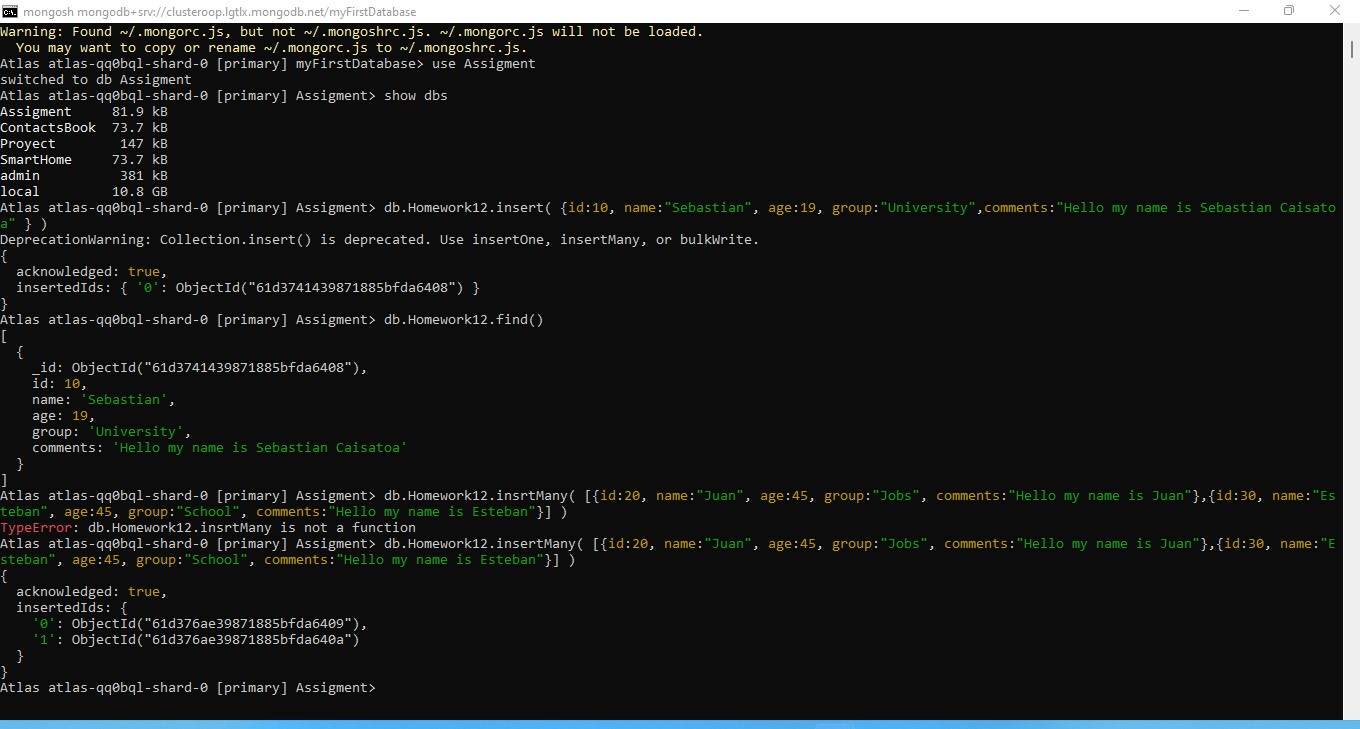 mongosh mongodb+srv://clusteroop.lgtlx.mongodb.net/myFirstDatabase
Warning: Found ~/.mongorc.js, but not ~/.mongoshrc.js. ~/.mongorc.js will not be loaded.
  You may want to copy or rename ~/.mongorc.js to ~/.mongoshrc.js.
Atlas atlas-qq0bql-shard-0 [primary] myFirstDatabase> use Assigment
switched to db Assigment
Atlas atlas-qq0bql-shard-0 [primary] Assigment> show dbs
Assigment     81.9 kB
ContactsBook  73.7 kB
Proyect        147 kB
SmartHome     73.7 kB
admin          381 kB
local         10.8 GB
Atlas atlas-qq0bql-shard-0 [primary] Assigment> db.Homework12.insert( {id:10, name:"Sebastian", age:19, group:"University",comments:"Hello my name is Sebastian Caisato
a" } )
DeprecationWarning: Collection.insert() is deprecated. Use insertOne, insertMany, or bulkWrite.
{
  acknowledged: true,
  insertedIds: { '0': ObjectId("61d3741439871885bfda6408") }
}
Atlas atlas-qq0bql-shard-0 [primary] Assigment> db.Homework12.find()
[
  {
    _id: ObjectId("61d3741439871885bfda6408"),
    id: 10,
    name: 'Sebastian',
    age: 19,
    group: 'University',
    comments: 'Hello my name is Sebastian Caisatoa'
  }
]
Atlas atlas-qq0bql-shard-0 [primary] Assigment> db.Homework12.insrtMany( [{id:20, name:"Juan", age:45, group:"Jobs", comments:"Hello my name is Juan"},{id:30, name:"Es
teban", age:45, group:"School", comments:"Hello my name is Esteban"}] )
TypeError: db.Homework12.insrtMany is not a function
Atlas atlas-qq0bql-shard-0 [primary] Assigment> db.Homework12.insertMany( [{id:20, name:"Juan", age:45, group:"Jobs", comments:"Hello my name is Juan"},{id:30, name:"E
steban", age:45, group:"School", comments:"Hello my name is Esteban"}] )
{
  acknowledged: true,
  insertedIds: {
    '0': ObjectId("61d376ae39871885bfda6409"),
    '1': ObjectId("61d376ae39871885bfda640a")
  }
}
Atlas atlas-qq0bql-shard-0 [primary] Assigment>